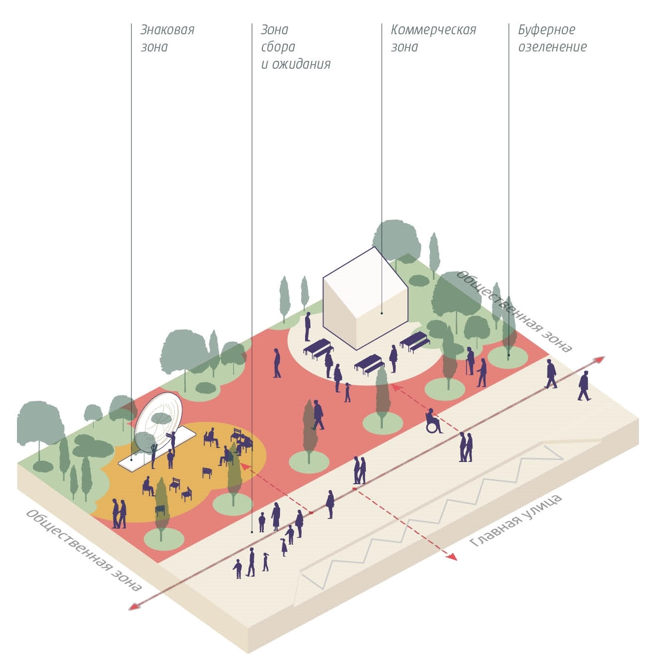 Знаковая
зона
Зона
сбора
и ожидания
Коммерческая
зона
Буферное
озеленение
Общественная зона
Общественная зона
Главная улица